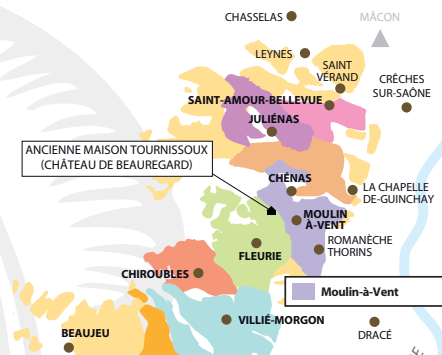 CHASSELAS
MÂCON
LEYNES
SAINT
VÉRAND
CRÊCHES
SUR-SAÔNE
SAINT-AMOUR-BELLEVUE
JULIÉNAS
ANCIENNE MAISON TOURNISSOUX
(CHÂTEAU DE BEAUREGARD)
CHÉNAS
LA CHAPELLE
DE-GUINCHAY
MOULIN
À-VENT
ROMANÈCHE
THORINS
FLEURIE
CHIROUBLES
Moulin-à-Vent
VILLIÉ-MORGON
DRACÉ
BEAUJEU